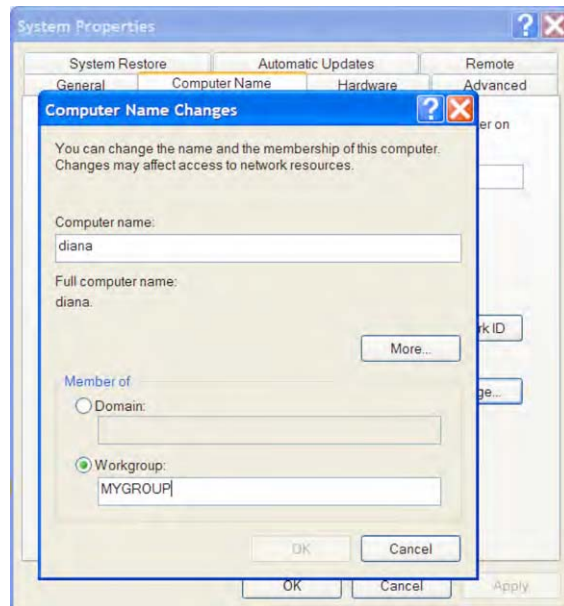 System Properties
System Restore Automatic Updates Remote
General Computer Name Hardware Advanced
Computer Name Changes
er on
You can change the name and the membership of this computer.
Changes may affect access to network resources.
Computer name:
diana
Full computer name:
diana.
rk ID
More...
Member of
ge...
Domain:
Workgroup:
MYGROUP
OK Cancel
OK Cancel Apply